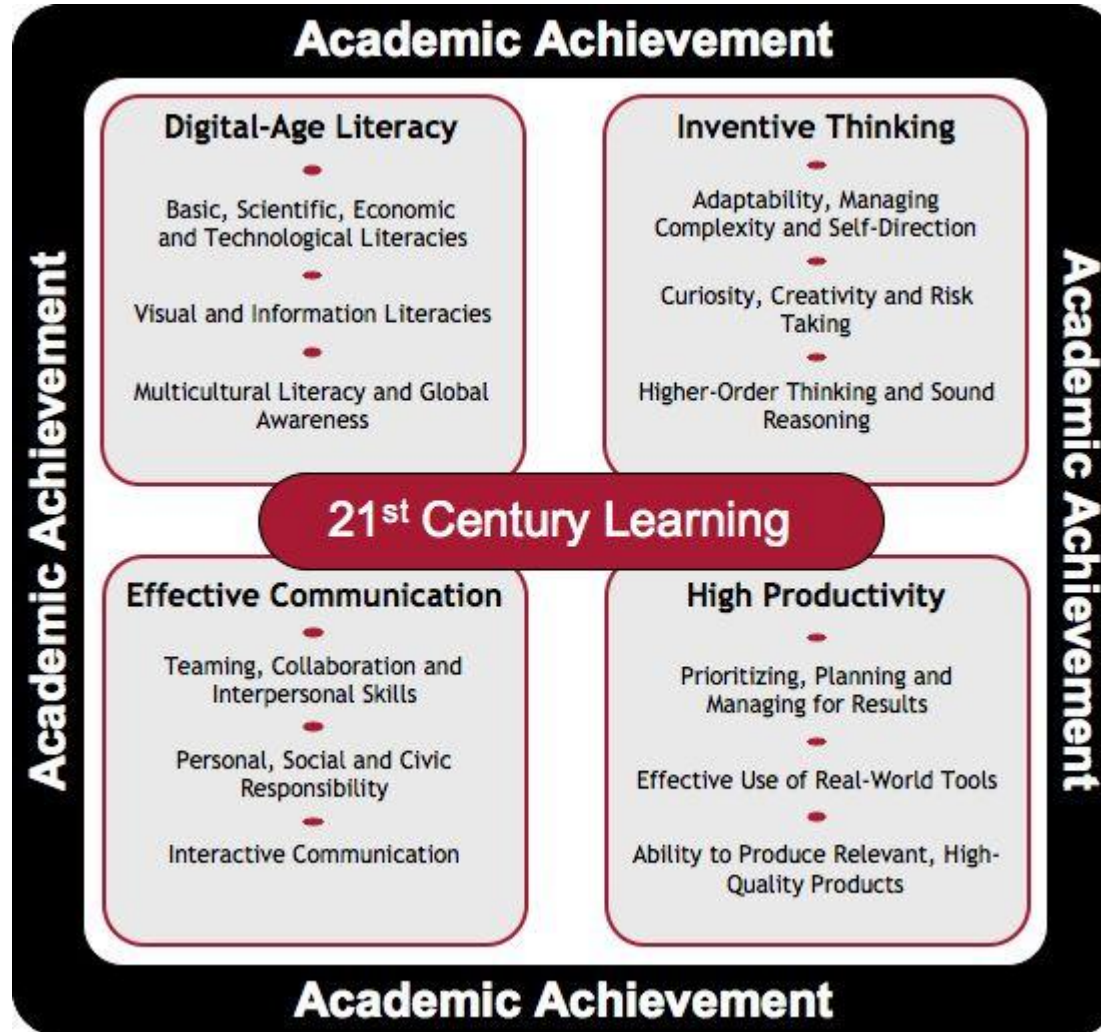 Academic Achievement
Academic Achievement
Digital-Age Literacy
Basic, Scientific, Economic
and Technological Literacies
Visual and Information Literacies
Multicultural Literacy and Global
Awareness
Inventive Thinking
Adaptability, Managing
Complexity and Self-Direction
Curiosity, Creativity and Risk
Taking
Higher-Order Thinking and Sound
Reasoning
21st Century Learning
Effective Communication
Teaming, Collaboration and
Interpersonal Skills
Personal, Social and Civic
Responsibility
Interactive Communication
High Productivity
Prioritizing, Planning and
Managing for Results
Effective Use of Real-World Tools
Ability to Produce Relevant, High-
Quality Products
Academic Achievement
Academic Achievement